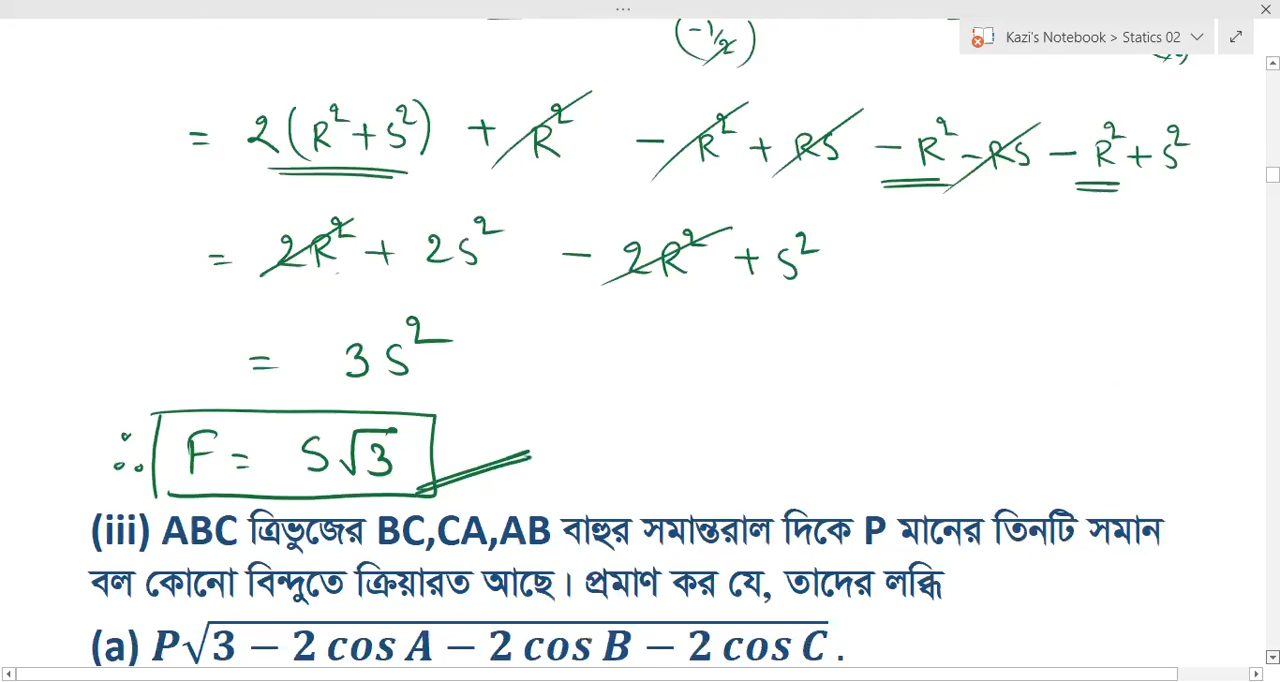 Kazi's Notebook > Statics 02
(-1/2)
= 2(R²+S²) + R² - R² + RS - R² - RS - R² + S²
= 2R² + 2S² - 2R² + S²
= 3S²
∴ F = S√3
(iii) ABC ত্রিভুজের BC,CA,AB বাহুর সমান্তরাল দিকে P মানের তিনটি সমান
বল কোনো বিন্দুতে ক্রিয়ারত আছে। প্রমাণ কর যে, তাদের লব্ধি
(a) P√3 − 2 cos A − 2 cos B − 2 cos C .